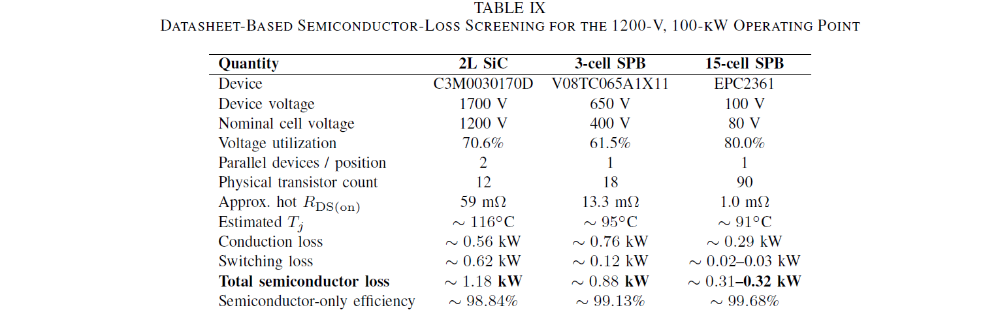 TABLE IX
DATASHEET-BASED SEMICONDUCTOR-LOSS SCREENING FOR THE 1200-V, 100-KW OPERATING POINT
Quantity 2L SiC 3-cell SPB 15-cell SPB
Device C3M0030170D V08TC065A1X11 EPC2361
Device voltage 1700 V 650 V 100 V
Nominal cell voltage 1200 V 400 V 80 V
Voltage utilization 70.6% 61.5% 80.0%
Parallel devices / position 2 1 1
Physical transistor count 12 18 90
Approx. hot R_DS(on) 59 mΩ 13.3 mΩ 1.0 mΩ
Estimated T_j ∼ 116°C ∼ 95°C ∼ 91°C
Conduction loss ∼ 0.56 kW ∼ 0.76 kW ∼ 0.29 kW
Switching loss ∼ 0.62 kW ∼ 0.12 kW ∼ 0.02–0.03 kW
Total semiconductor loss ∼ 1.18 kW ∼ 0.88 kW ∼ 0.31–0.32 kW
Semiconductor-only efficiency ∼ 98.84% ∼ 99.13% ∼ 99.68%